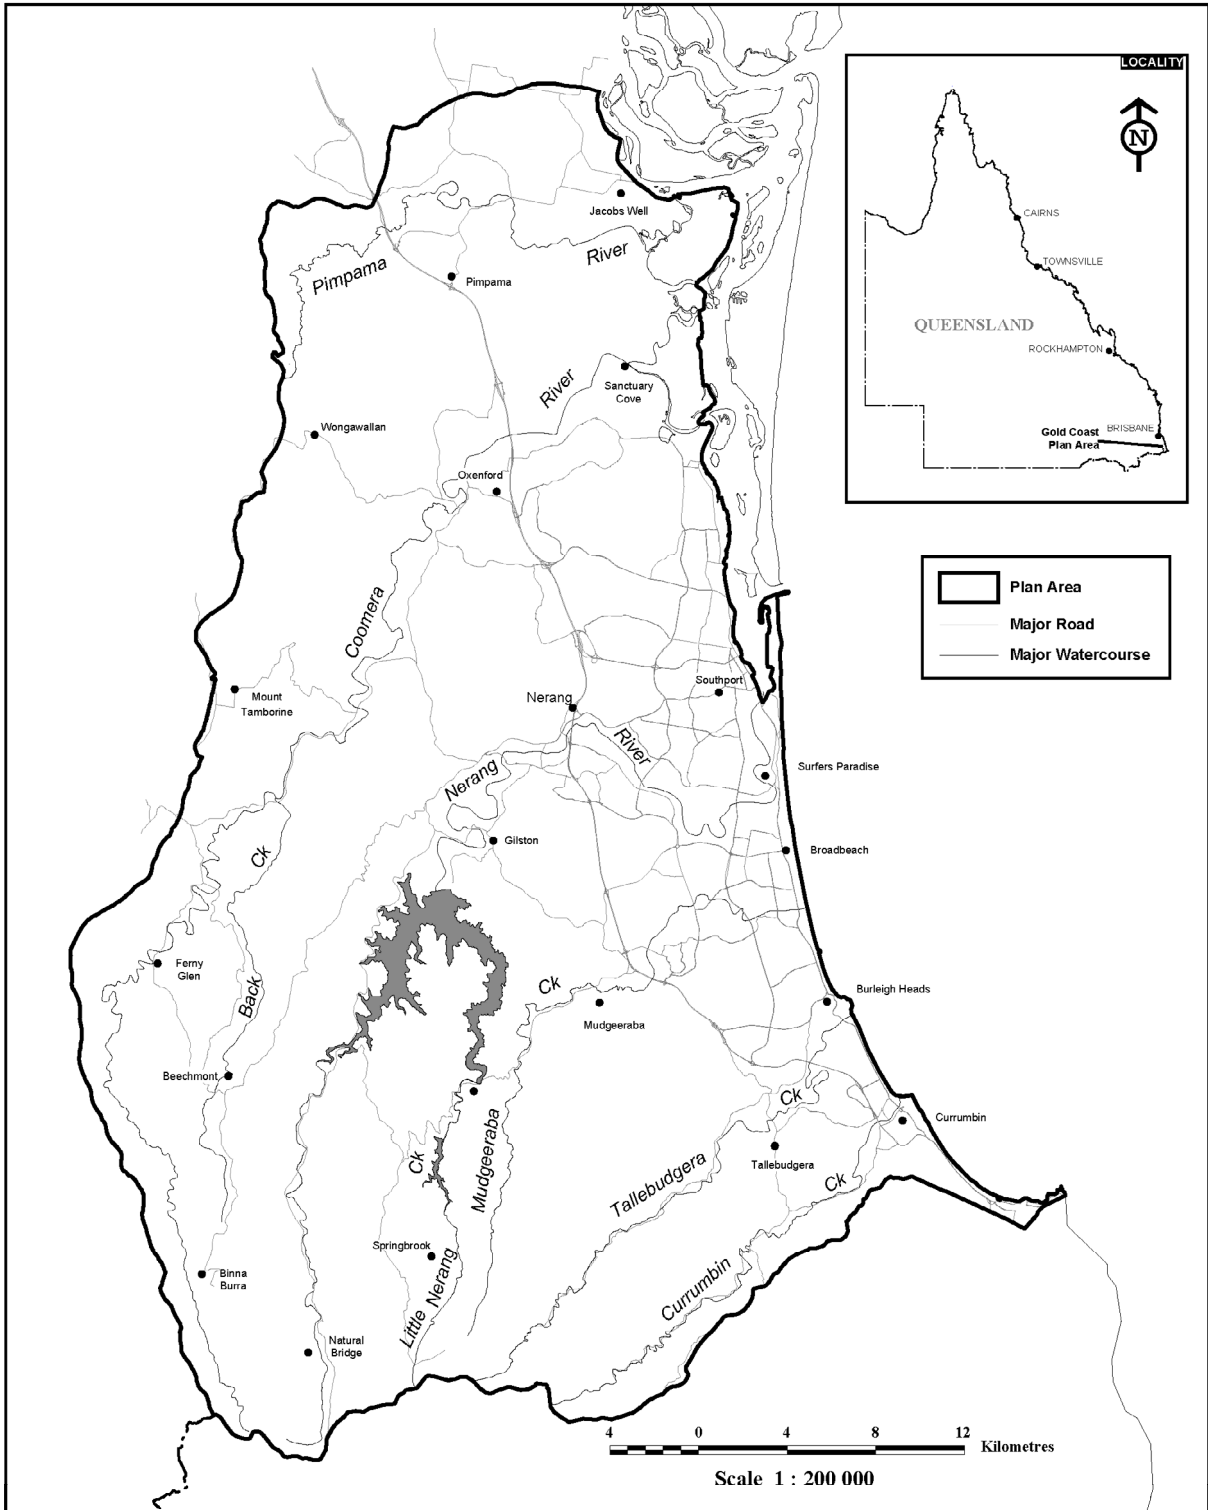 LOCALITY
N
CAIRNS
TOWNSVILLE
QUEENSLAND
ROCKHAMPTON
BRISBANE
Gold Coast
Plan Area
Plan Area
Major Road
Major Watercourse
Jacobs Well
River
Pimpama
Pimpama
River
Sanctuary
Cove
Wongawallan
Oxenford
Coomera
Mount
Tamborine
Southport
Nerang
River
Nerang
Surfers Paradise
Gilston
Broadbeach
Ck
Ferny
Glen
Back
Ck
Burleigh Heads
Mudgeeraba
Beechmont
Ck
Currumbin
Mudgeeraba
Ck
Tallebudgera
Tallebudgera
Ck
Springbrook
Binna
Burra
Little Nerang
Currumbin
Natural
Bridge
4 0 4 8 12
Kilometres
Scale 1 : 200 000